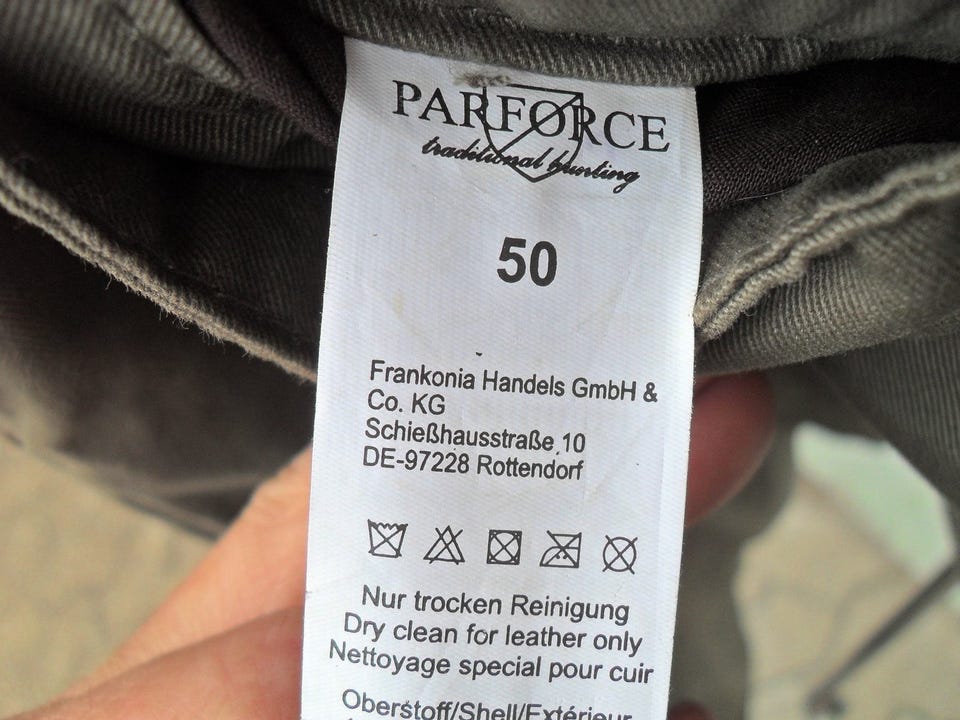 PARFORCE
traditional hunting
50
Frankonia Handels GmbH &
Co. KG
Schießhausstraße 10
DE-97228 Rottendorf
Nur trocken Reinigung
Dry clean for leather only
Nettoyage special pour cuir
Oberstoff/Shell/Extérieur